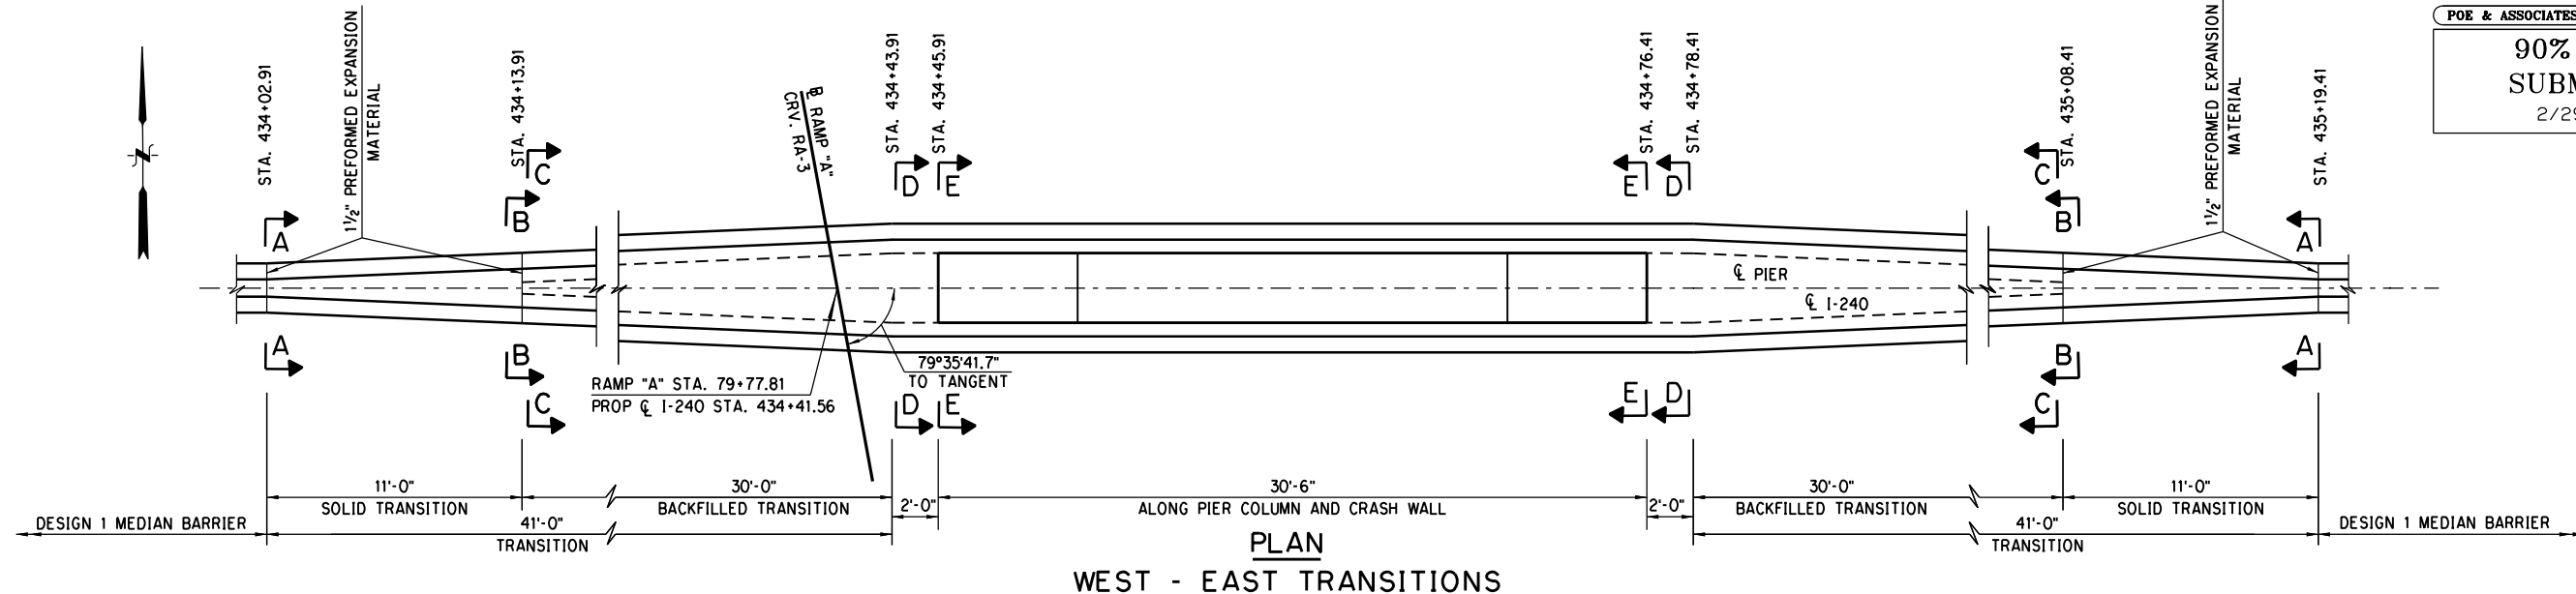 POE & ASSOCIATES
90%
SUBM
2/29
STA. 434+02.91
1½" PREFORMED EXPANSION
MATERIAL
STA. 434+13.91
℄ RAMP "A"
CRV. RA-3
STA. 434+43.91
STA. 434+45.91
STA. 434+76.41
STA. 434+78.41
STA. 435+08.41
1½" PREFORMED EXPANSION
MATERIAL
STA. 435+19.41
C
D
E
E
D
C
B
B
A
A
℄ PIER
℄ I-240
A
B
B
A
79°35'41.7"
TO TANGENT
RAMP "A" STA. 79+77.81
PROP ℄ I-240 STA. 434+41.56
C
D
E
E
D
C
11'-0"
SOLID TRANSITION
30'-0"
BACKFILLED TRANSITION
2'-0"
30'-6"
ALONG PIER COLUMN AND CRASH WALL
2'-0"
30'-0"
BACKFILLED TRANSITION
11'-0"
SOLID TRANSITION
DESIGN 1 MEDIAN BARRIER
41'-0"
TRANSITION
41'-0"
TRANSITION
DESIGN 1 MEDIAN BARRIER
PLAN
WEST - EAST TRANSITIONS